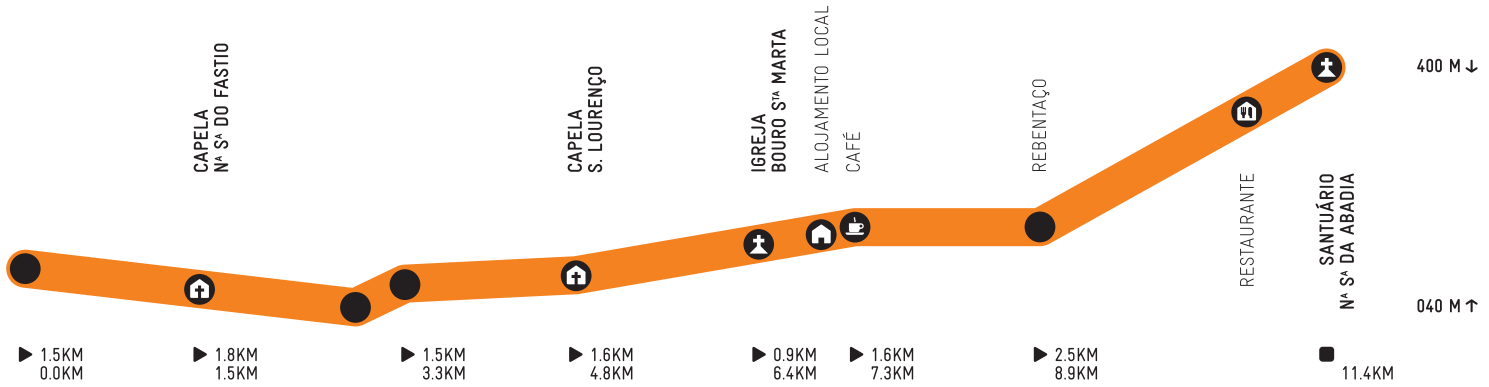 CAPELA
Nᴬ Sᴬ DO FASTIO
CAPELA
S. LOURENÇO
IGREJA
BOURO Sᵀᴬ MARTA
ALOJAMENTO LOCAL
CAFÉ
REBENTAÇO
RESTAURANTE
SANTUÁRIO
Nᴬ Sᴬ DA ABADIA
400 M ↓
040 M ↑
▶ 1.5KM
0.0KM
▶ 1.8KM
1.5KM
▶ 1.5KM
3.3KM
▶ 1.6KM
4.8KM
▶ 0.9KM
6.4KM
▶ 1.6KM
7.3KM
▶ 2.5KM
8.9KM
11.4KM